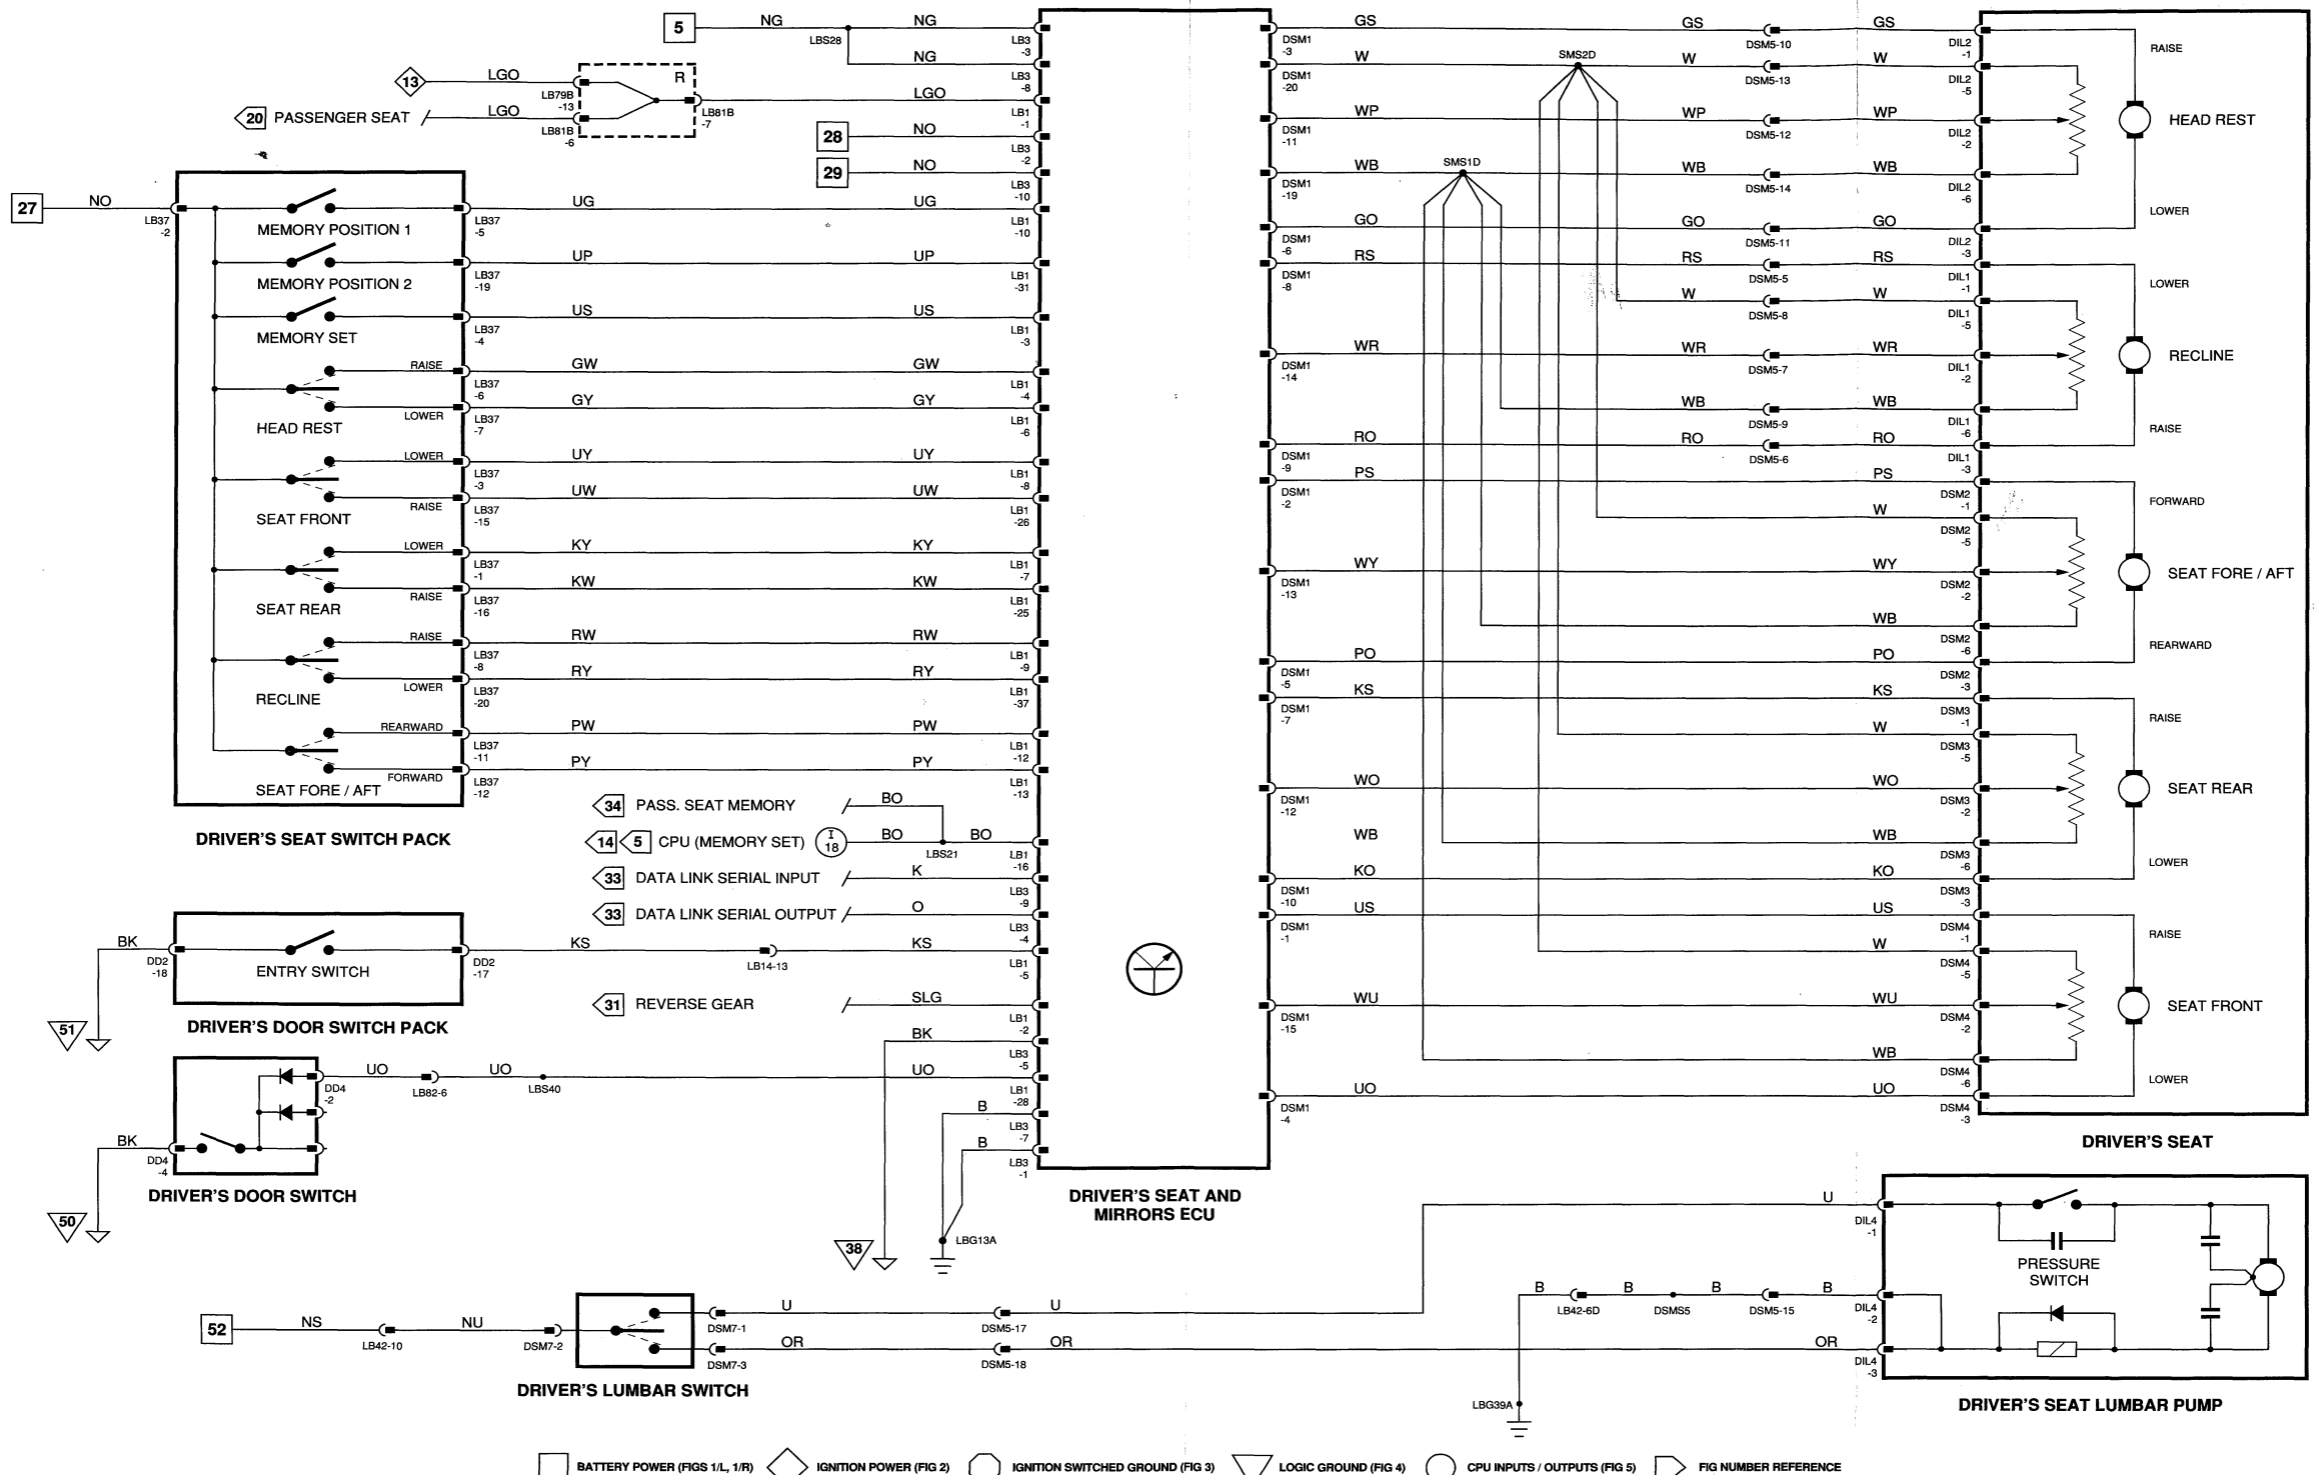 5 NG NG LBS28 LB3 -3
NG LB3 -8
13 LGO LB79B -13 R
20 PASSENGER SEAT LGO LB81B -6 LB81B -7 LGO LB1 -1
28 NO LB3 -2
29 NO LB3 -10
27 NO LB37 -2
MEMORY POSITION 1 LB37 -5 UG UG LB1 -10
MEMORY POSITION 2 LB37 -19 UP UP LB1 -31
MEMORY SET LB37 -4 US US LB1 -3
RAISE LB37 -6 GW GW LB1 -4
HEAD REST
LOWER LB37 -7 GY GY LB1 -6
LOWER LB37 -3 UY UY LB1 -8
SEAT FRONT
RAISE LB37 -15 UW UW LB1 -26
LOWER LB37 -1 KY KY LB1 -7
SEAT REAR
RAISE LB37 -16 KW KW LB1 -25
RAISE LB37 -8 RW RW LB1 -9
RECLINE
LOWER LB37 -20 RY RY LB1 -37
REARWARD LB37 -11 PW PW LB1 -12
SEAT FORE / AFT
FORWARD LB37 -12 PY PY LB1 -13
DRIVER'S SEAT SWITCH PACK
34 PASS. SEAT MEMORY BO
14 5 CPU (MEMORY SET) I 18 BO LBS21 BO LB1 -16
33 DATA LINK SERIAL INPUT K LB3 -9
33 DATA LINK SERIAL OUTPUT O LB3 -4
BK DD2 -18 ENTRY SWITCH DD2 -17 KS LB14-13 KS LB1 -5
51
DRIVER'S DOOR SWITCH PACK
31 REVERSE GEAR SLG LB1 -2
BK LB3 -5
DD4 -2 UO LB82-6 UO LBS40 UO LB1 -28
BK DD4 -4
50
DRIVER'S DOOR SWITCH
B LB3 -7
B LB3 -1
38
LBG13A
DRIVER'S SEAT AND
MIRRORS ECU
DSM1 -3 GS GS DSM5-10 GS DIL2 -1 RAISE
DSM1 -20 W SMS2D W DSM5-13 W DIL2 -5
DSM1 -11 WP WP DSM5-12 WP DIL2 -2 HEAD REST
DSM1 -19 WB SMS1D WB DSM5-14 WB DIL2 -6
DSM1 -6 GO GO DSM5-11 GO DIL2 -3 LOWER
DSM1 -8 RS RS DSM5-5 RS DIL1 -1 LOWER
W DSM5-8 W DIL1 -5
DSM1 -14 WR WR DSM5-7 WR DIL1 -2 RECLINE
WB DSM5-9 WB DIL1 -6
DSM1 -9 RO RO DSM5-6 RO DIL1 -3 RAISE
DSM1 -2 PS PS DSM2 -1 FORWARD
W DSM2 -5
DSM1 -13 WY WY DSM2 -2 SEAT FORE / AFT
WB DSM2 -6
DSM1 -5 PO PO DSM2 -3 REARWARD
DSM1 -7 KS KS DSM3 -1 RAISE
W DSM3 -5
DSM1 -12 WO WO DSM3 -2 SEAT REAR
WB WB DSM3 -6
DSM1 -10 KO KO DSM3 -3 LOWER
DSM1 -1 US US DSM4 -1 RAISE
W DSM4 -5
DSM1 -15 WU WU DSM4 -2 SEAT FRONT
WB DSM4 -6
DSM1 -4 UO UO DSM4 -3 LOWER
DRIVER'S SEAT
52 NS LB42-10 NU DSM7-2
DSM7-1 U DSM5-17 U U DIL4 -1
DSM7-3 OR DSM5-18 OR OR DIL4 -3
DRIVER'S LUMBAR SWITCH
B LB42-6D B DSMS5 B DSM5-15 B DIL4 -2
LBG39A
PRESSURE
SWITCH
DRIVER'S SEAT LUMBAR PUMP
BATTERY POWER (FIGS 1/L, 1/R) IGNITION POWER (FIG 2) IGNITION SWITCHED GROUND (FIG 3) LOGIC GROUND (FIG 4) CPU INPUTS / OUTPUTS (FIG 5) FIG NUMBER REFERENCE